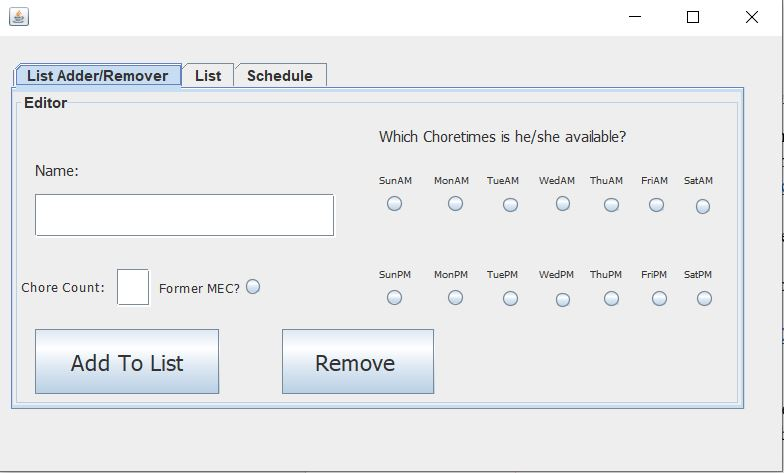 List Adder/Remover List Schedule
Editor
Which Choretimes is he/she available?
Name:
SunAM MonAM TueAM WedAM ThuAM FriAM SatAM
SunPM MonPM TuePM WedPM ThuPM FriPM SatPM
Chore Count: Former MEC?
Add To List Remove